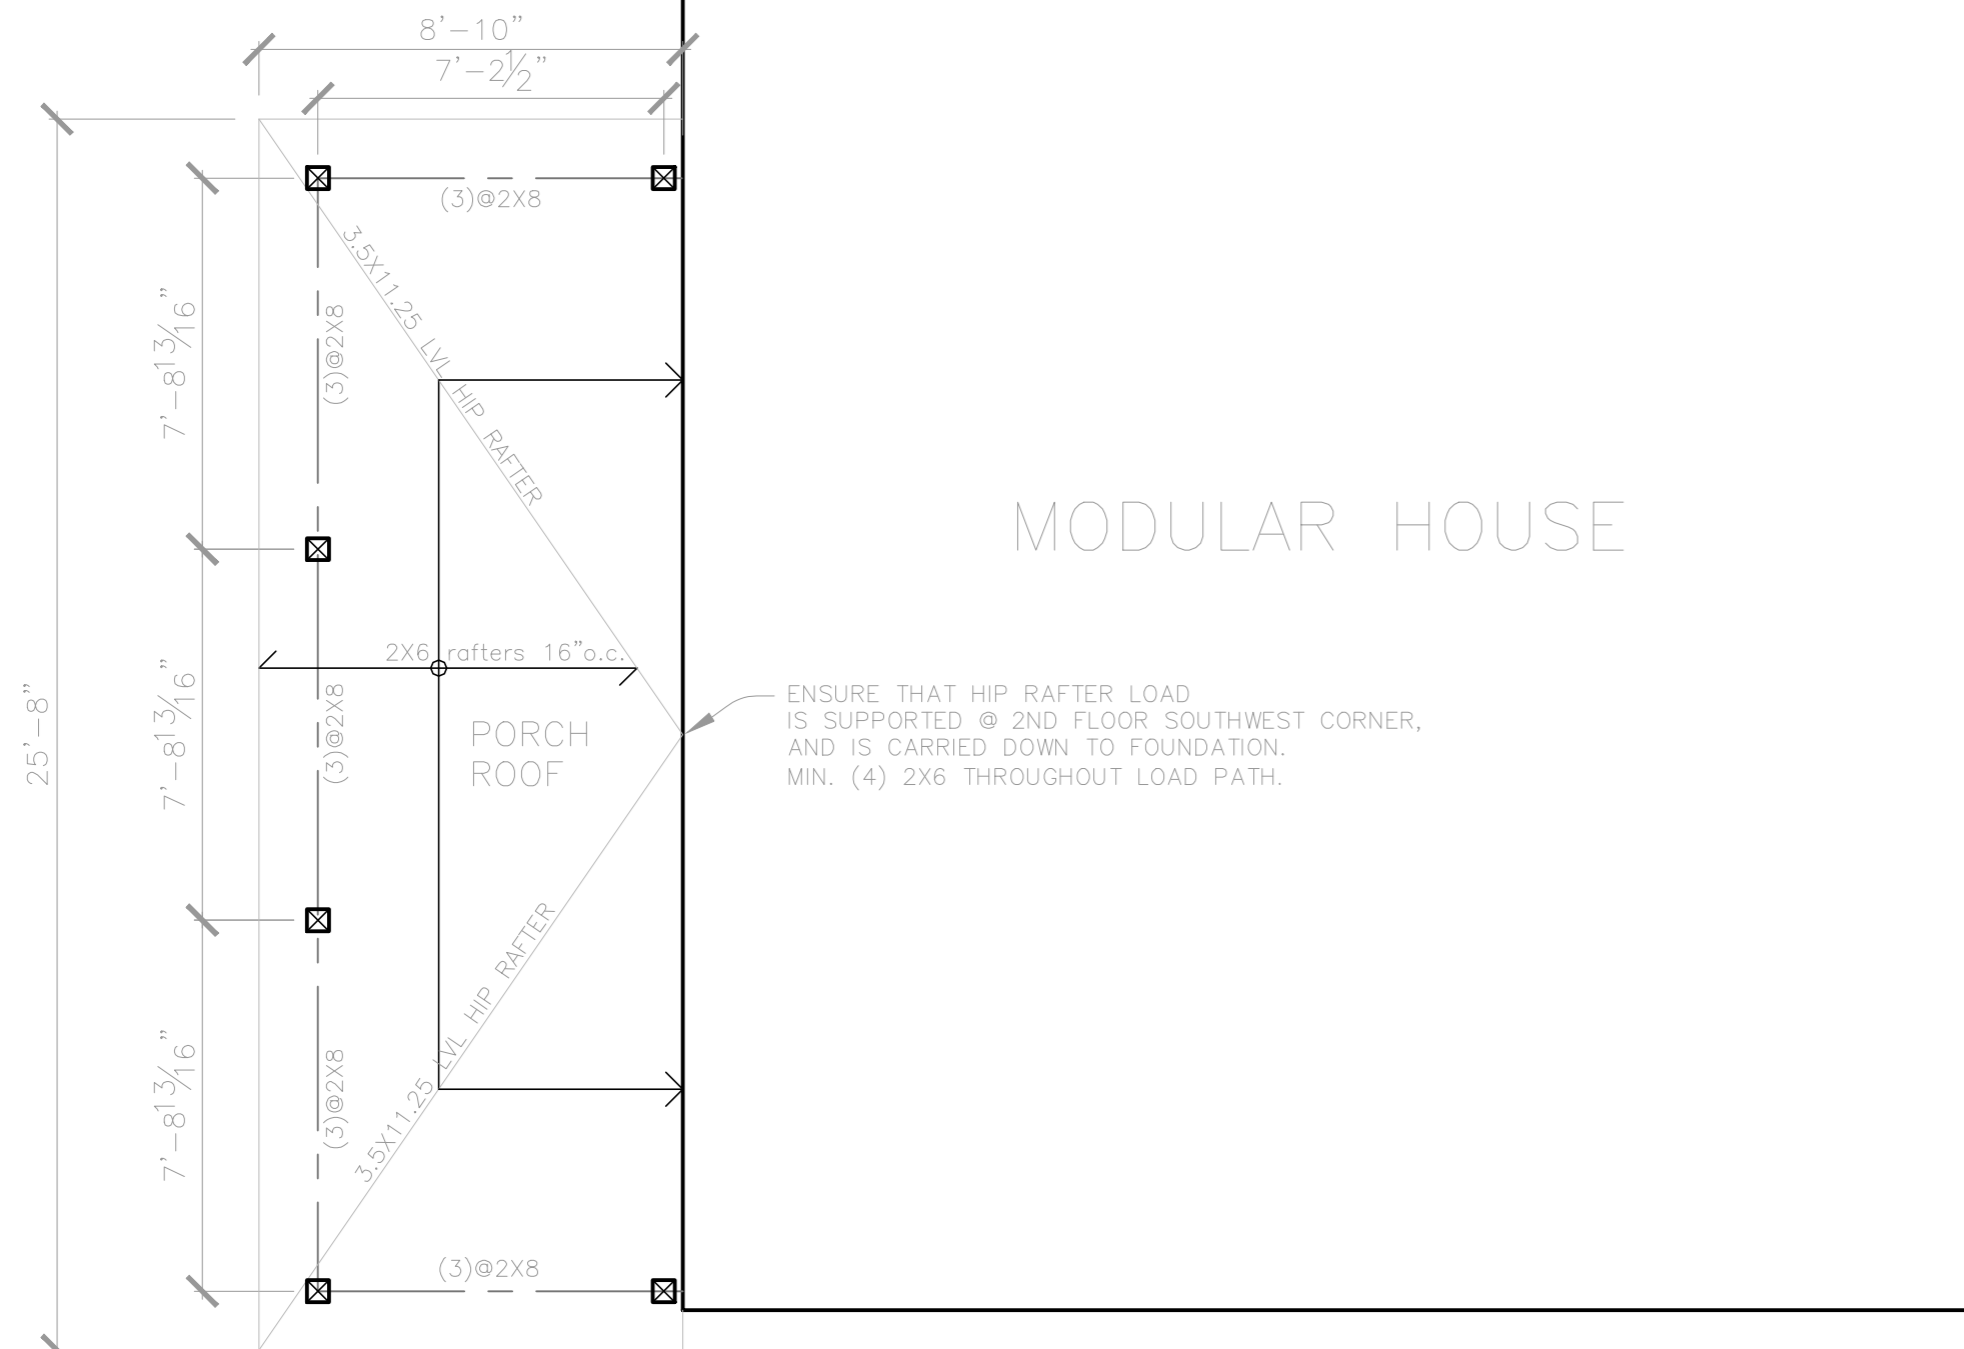 8'-10"
7'-2½"
(3)@2X8
3.5X11.25 LVL HIP RAFTER
7'-8 13/16"
(3)@2X8
MODULAR HOUSE
2X6 rafters 16"o.c.
7'-8 13/16"
(3)@2X8
25'-8"
PORCH
ROOF
ENSURE THAT HIP RAFTER LOAD
IS SUPPORTED @ 2ND FLOOR SOUTHWEST CORNER,
AND IS CARRIED DOWN TO FOUNDATION.
MIN. (4) 2X6 THROUGHOUT LOAD PATH.
3.5X11.25 LVL HIP RAFTER
7'-8 13/16"
(3)@2X8
(3)@2X8